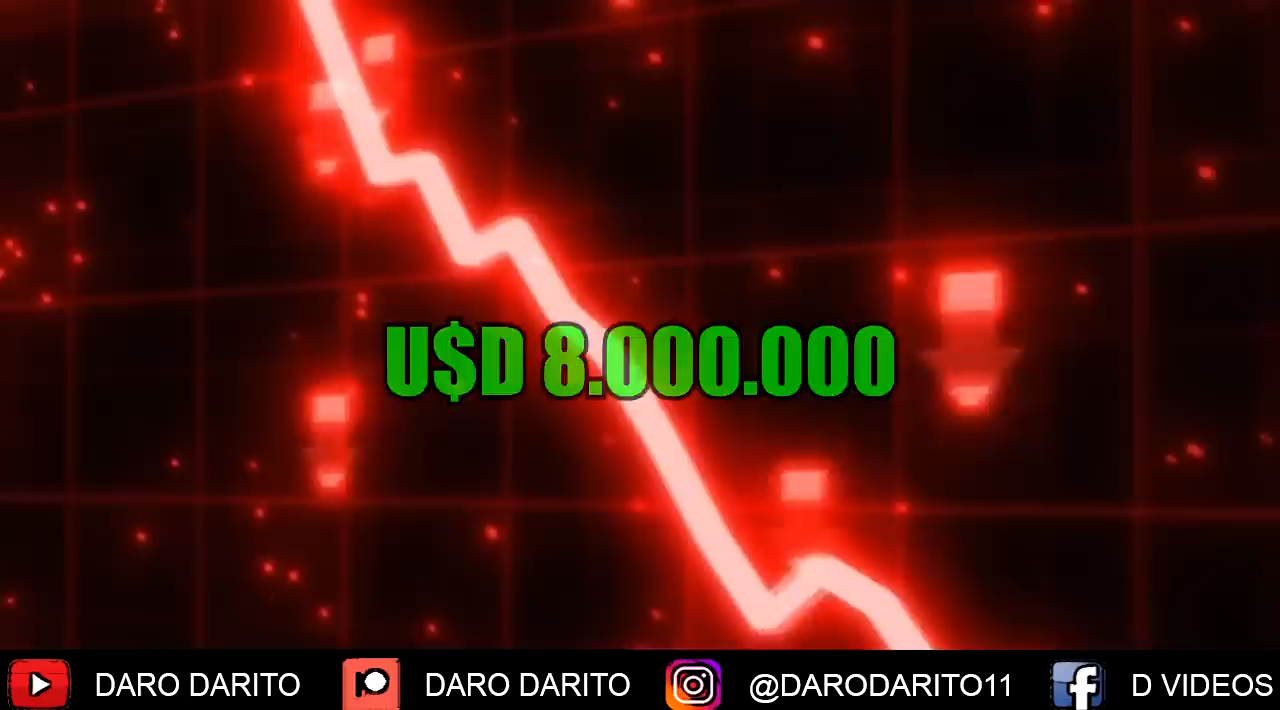 U$D 8.000.000
DARO DARITO DARO DARITO @DARODARITO11 D VIDEOS